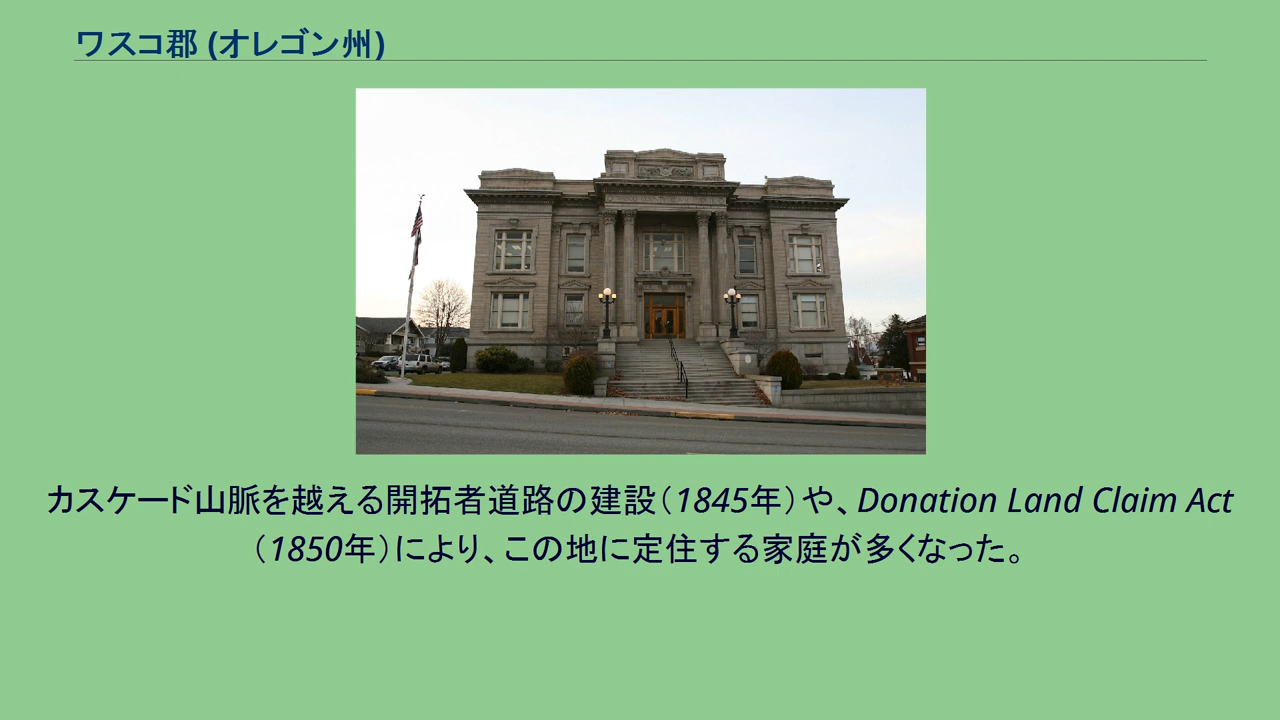 ワスコ郡 (オレゴン州)
カスケード山脈を越える開拓者道路の建設（1845年）や、Donation Land Claim Act
（1850年）により、この地に定住する家庭が多くなった。